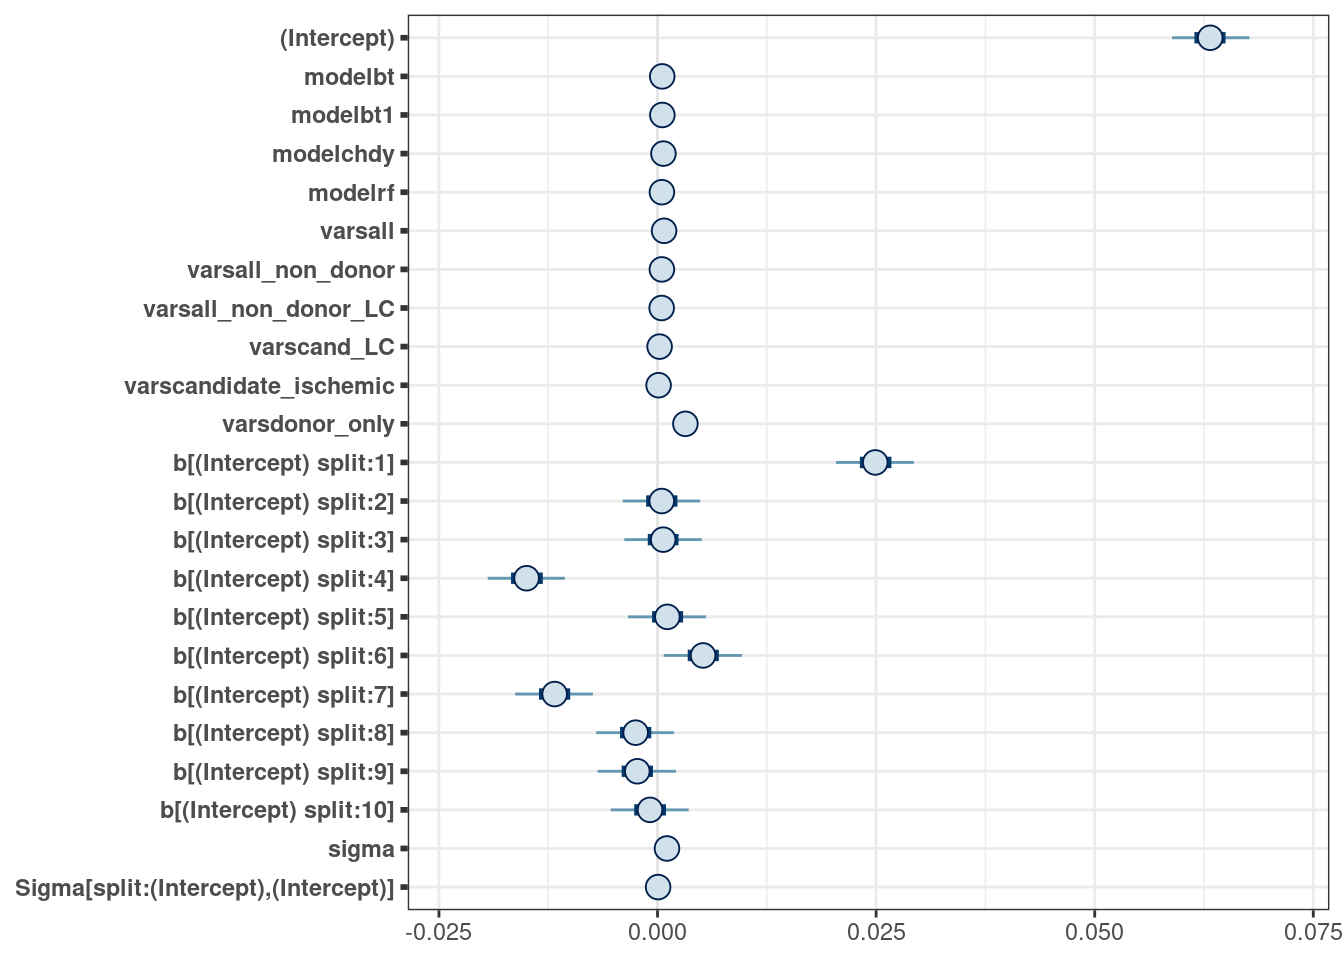 (Intercept)
modelbt
modelbt1
modelchdy
modelrf
varsall
varsall_non_donor
varsall_non_donor_LC
varscand_LC
varscandidate_ischemic
varsdonor_only
b[(Intercept) split:1]
b[(Intercept) split:2]
b[(Intercept) split:3]
b[(Intercept) split:4]
b[(Intercept) split:5]
b[(Intercept) split:6]
b[(Intercept) split:7]
b[(Intercept) split:8]
b[(Intercept) split:9]
b[(Intercept) split:10]
sigma
Sigma[split:(Intercept),(Intercept)]
-0.025 0.000 0.025 0.050 0.075